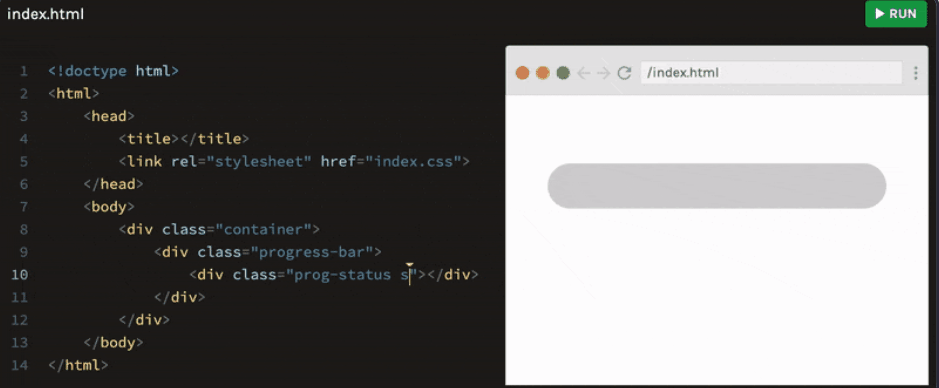 index.html
RUN
/index.html
1 <!doctype html>
2 <html>
3 <head>
4 <title></title>
5 <link rel="stylesheet" href="index.css">
6 </head>
7 <body>
8 <div class="container">
9 <div class="progress-bar">
10 <div class="prog-status s"></div>
11 </div>
12 </div>
13 </body>
14 </html>